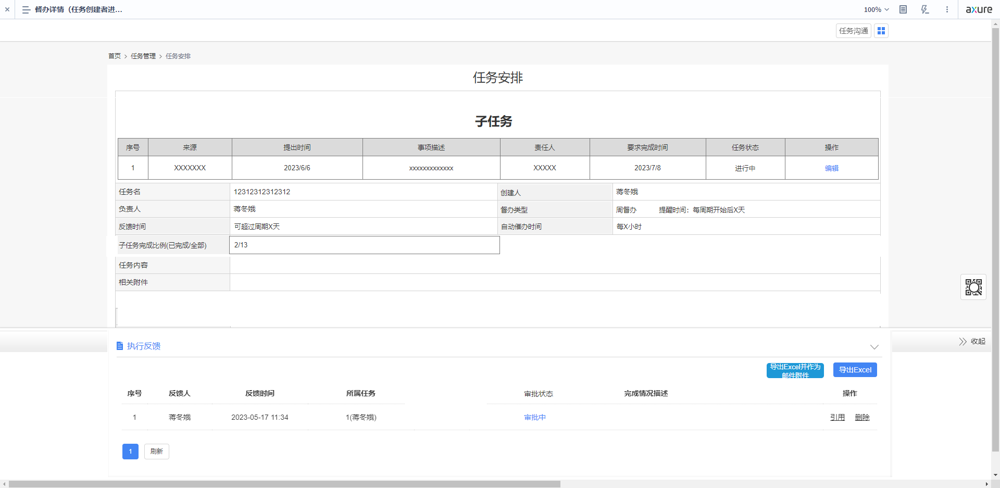 督办详情（任务创建者进...
100%
axure
任务沟通
首页 > 任务管理 > 任务安排
任务安排
子任务
序号 来源 提出时间 事项描述 责任人 要求完成时间 任务状态 操作
1 XXXXXXX 2023/6/6 xxxxxxxxxxxxx XXXXX 2023/7/8 进行中 编辑
任务名 12312312312312 创建人 蒋冬娥
负责人 蒋冬娥 督办类型 周督办 提醒时间：每周期开始后X天
反馈时间 可超过周期X天 自动催办时间 每X小时
子任务完成比例(已完成/全部) 2/13
任务内容
相关附件
收起
执行反馈
导出Excel并作为
邮件附件
导出Excel
序号 反馈人 反馈时间 所属任务 审批状态 完成情况描述 操作
1 蒋冬娥 2023-05-17 11:34 1(蒋冬娥) 审批中 引用 删除
1 刷新